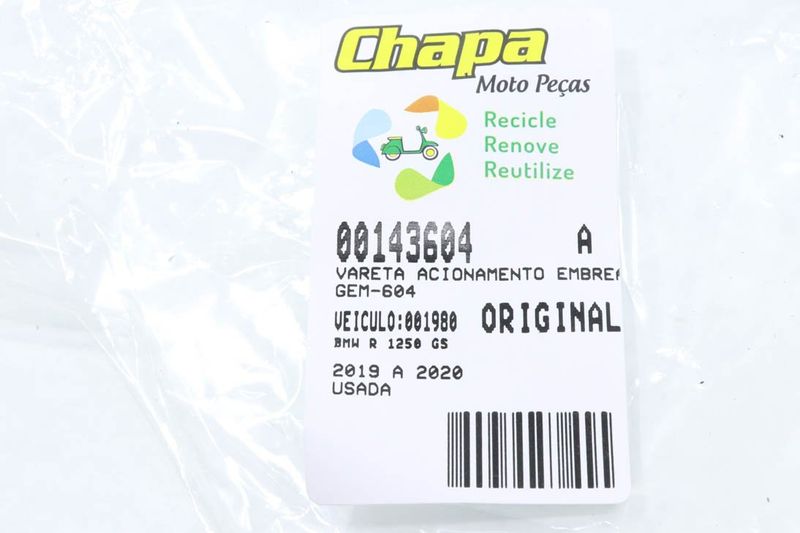 Chapa
Moto Peças
Recicle
Renove
Reutilize
00143604 A
VARETA ACIONAMENTO EMBREA
GEM-604
VEICULO:001980 ORIGINAL
BMW R 1250 GS
2019 A 2020
USADA